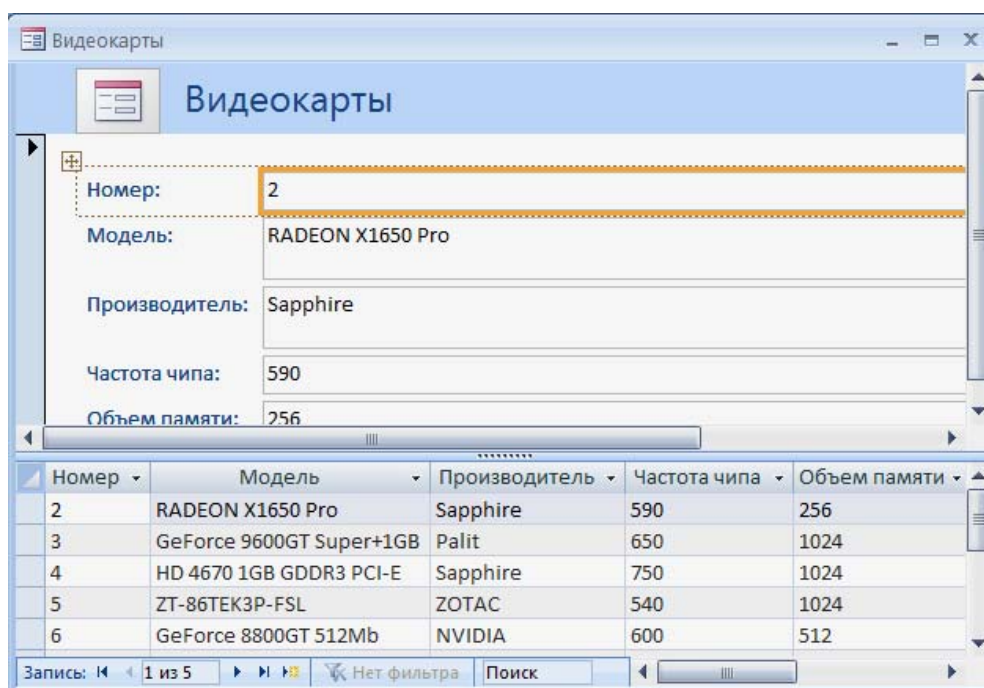 Видеокарты
Видеокарты
Номер: 2
Модель: RADEON X1650 Pro
Производитель: Sapphire
Частота чипа: 590
Объем памяти: 256
Номер Модель Производитель Частота чипа Объем памяти
2 RADEON X1650 Pro Sapphire 590 256
3 GeForce 9600GT Super+1GB Palit 650 1024
4 HD 4670 1GB GDDR3 PCI-E Sapphire 750 1024
5 ZT-86TEK3P-FSL ZOTAC 540 1024
6 GeForce 8800GT 512Mb NVIDIA 600 512
Запись: 1 из 5 Нет фильтра Поиск